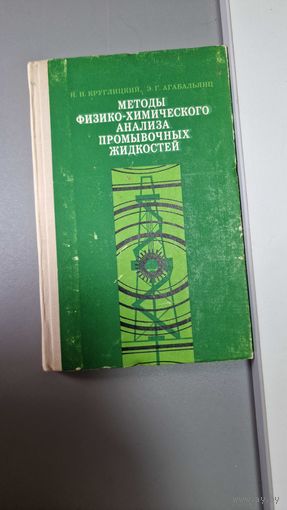 Н. Н. КРУГЛИЦКИЙ, Э. Г. АГАБАЛЬЯНЦ
МЕТОДЫ
ФИЗИКО-ХИМИЧЕСКОГО
АНАЛИЗА
ПРОМЫВОЧНЫХ
ЖИДКОСТЕЙ